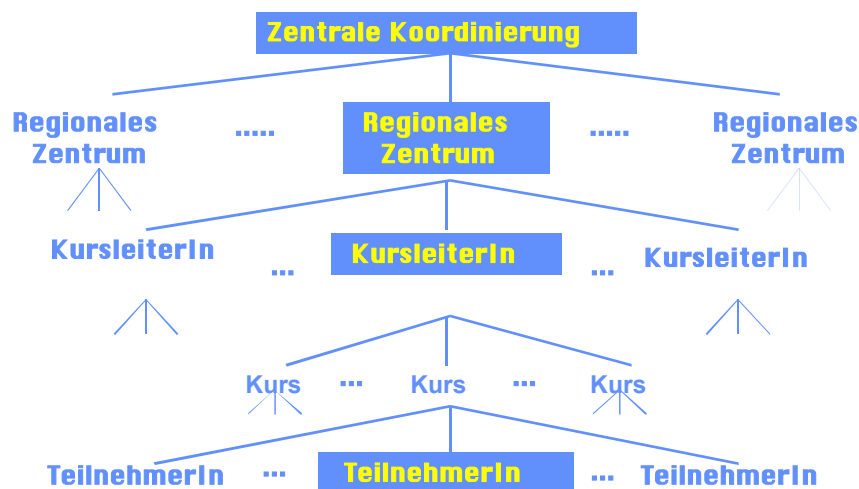 Zentrale Koordinierung
Regionales ..... Regionales ..... Regionales
Zentrum Zentrum Zentrum
KursleiterIn ... KursleiterIn ... KursleiterIn
Kurs ... Kurs ... Kurs
TeilnehmerIn ... TeilnehmerIn ... TeilnehmerIn